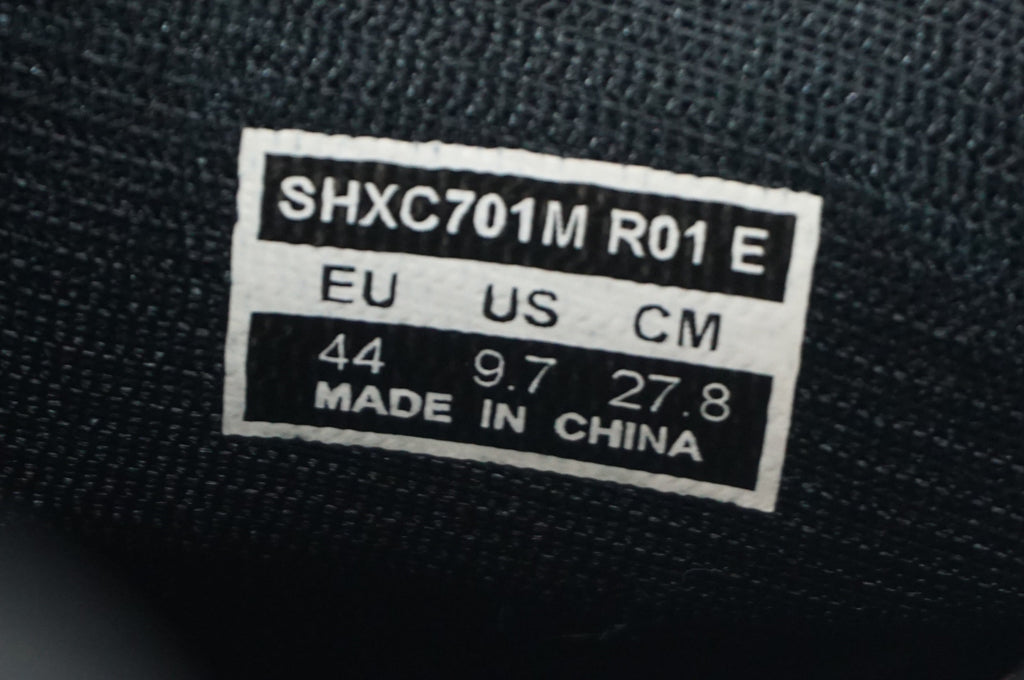 SHXC701M R01 E
EU US CM
44 9.7 27.8
MADE IN CHINA